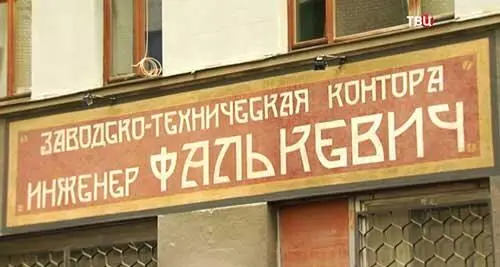 ТВЦ
ЗАВОДСКО-ТЕХНИЧЕСКАЯ КОНТОРА
ИНЖЕНЕР ФАЛЬКЕВИЧ